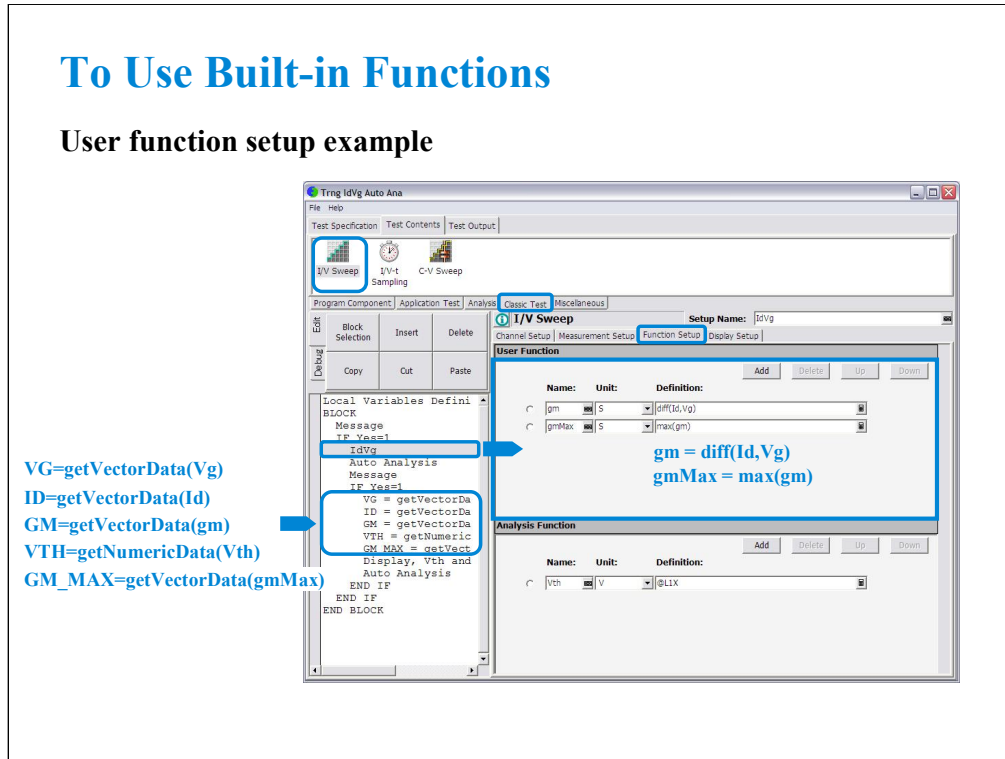 To Use Built-in Functions
User function setup example
Trng IdVg Auto Ana
File Help
Test Specification Test Contents Test Output
I/V Sweep
I/V-t Sampling
C-V Sweep
Program Component Application Test Analysis Classic Test Miscellaneous
Edit
Debug
Block Selection
Insert
Delete
Copy
Cut
Paste
I/V Sweep
Setup Name: IdVg
Channel Setup Measurement Setup Function Setup Display Setup
User Function
Add Delete Up Down
Name: Unit: Definition:
gm S diff(Id,Vg)
gmMax S max(gm)
gm = diff(Id,Vg)
gmMax = max(gm)
Analysis Function
Add Delete Up Down
Name: Unit: Definition:
Vth V @L1X
Local Variables Defini
BLOCK
Message
IF Yes=1
IdVg
Auto Analysis
Message
IF Yes=1
VG = getVectorDa
ID = getVectorDa
GM = getVectorDa
VTH = getNumeric
GM_MAX = getVect
Display, Vth and
Auto Analysis
END IF
END IF
END BLOCK
VG=getVectorData(Vg)
ID=getVectorData(Id)
GM=getVectorData(gm)
VTH=getNumericData(Vth)
GM_MAX=getVectorData(gmMax)